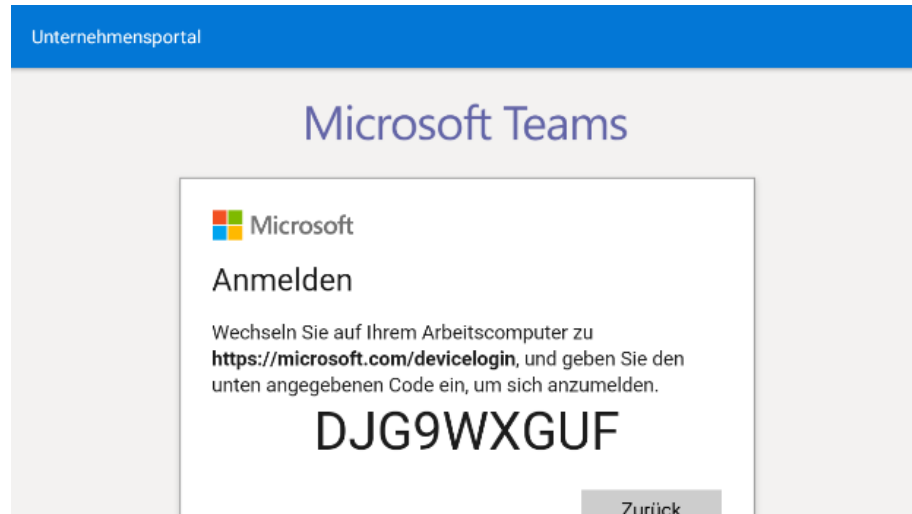 Unternehmensportal
Microsoft Teams
Microsoft
Anmelden
Wechseln Sie auf Ihrem Arbeitscomputer zu
https://microsoft.com/devicelogin, und geben Sie den
unten angegebenen Code ein, um sich anzumelden.
DJG9WXGUF
Zurück